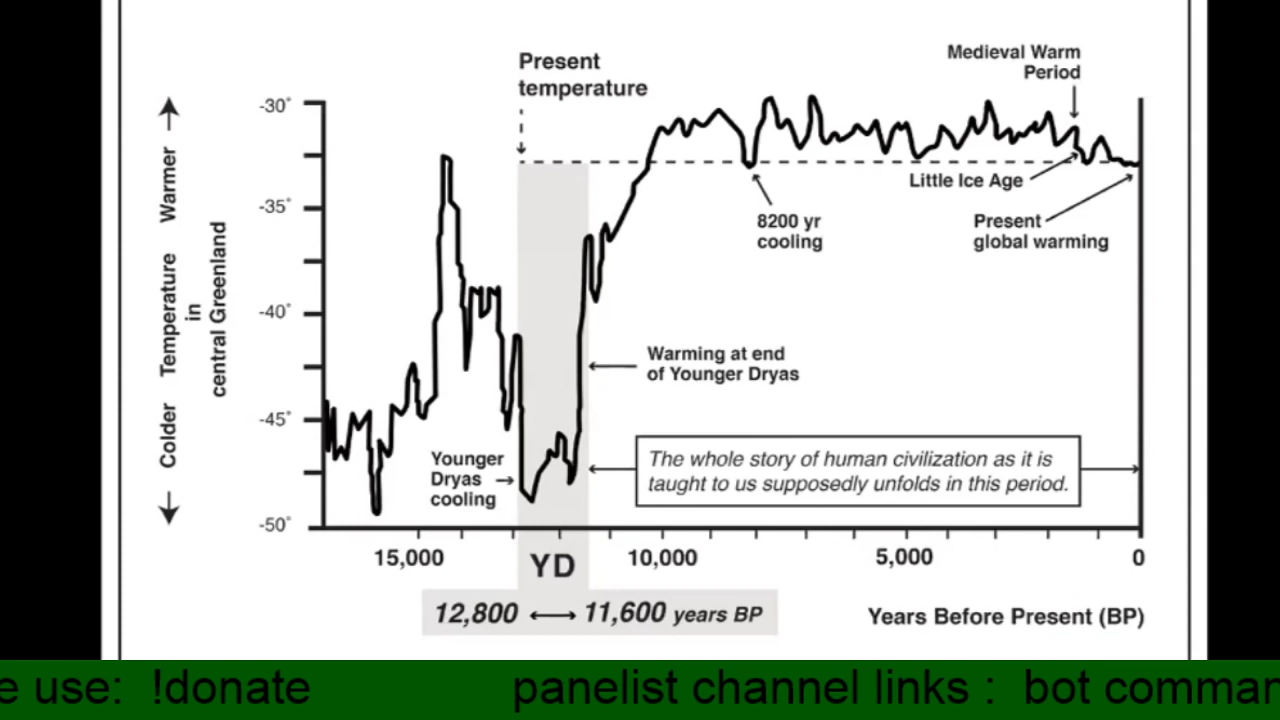 Present
temperature
Medieval Warm
Period
-30°
-35°
-40°
-45°
-50°
Colder Temperature Warmer
in
central Greenland
Little Ice Age
8200 yr
cooling
Present
global warming
Warming at end
of Younger Dryas
Younger
Dryas
cooling
The whole story of human civilization as it is
taught to us supposedly unfolds in this period.
15,000
YD
10,000
5,000
0
12,800 ↔ 11,600 years BP
Years Before Present (BP)
e use: !donate panelist channel links : bot comman